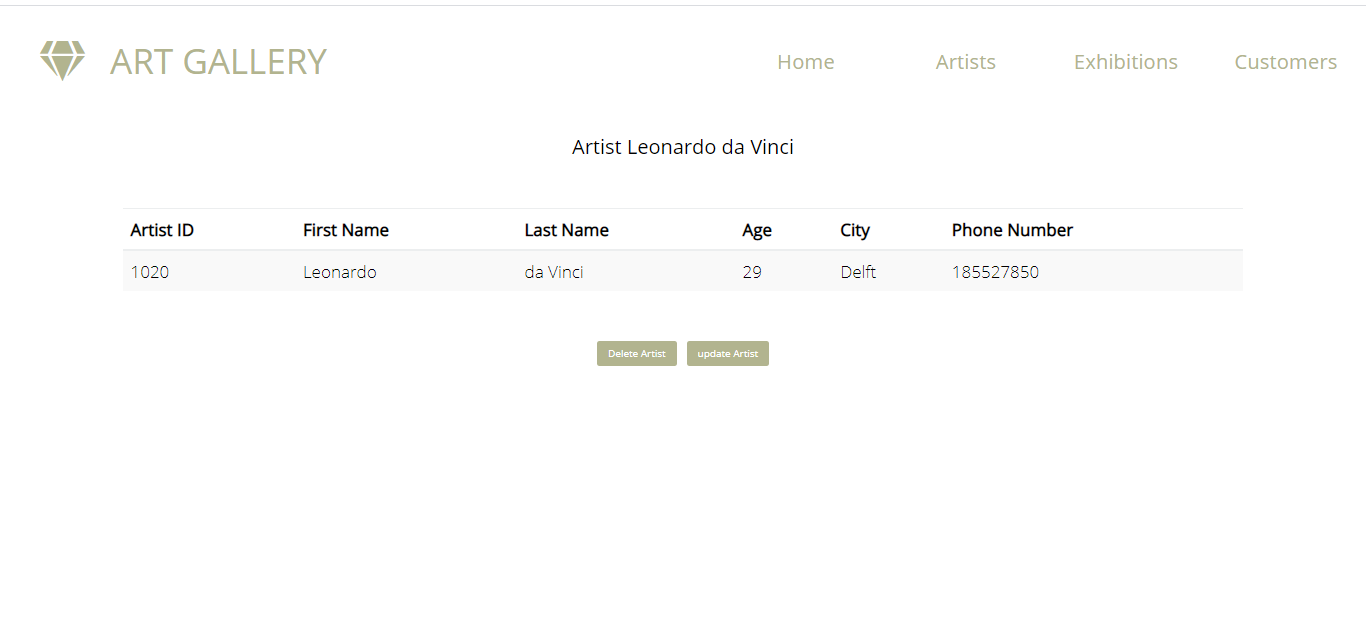 ART GALLERY Home Artists Exhibitions Customers
Artist Leonardo da Vinci
Artist ID First Name Last Name Age City Phone Number
1020 Leonardo da Vinci 29 Delft 185527850
Delete Artist update Artist